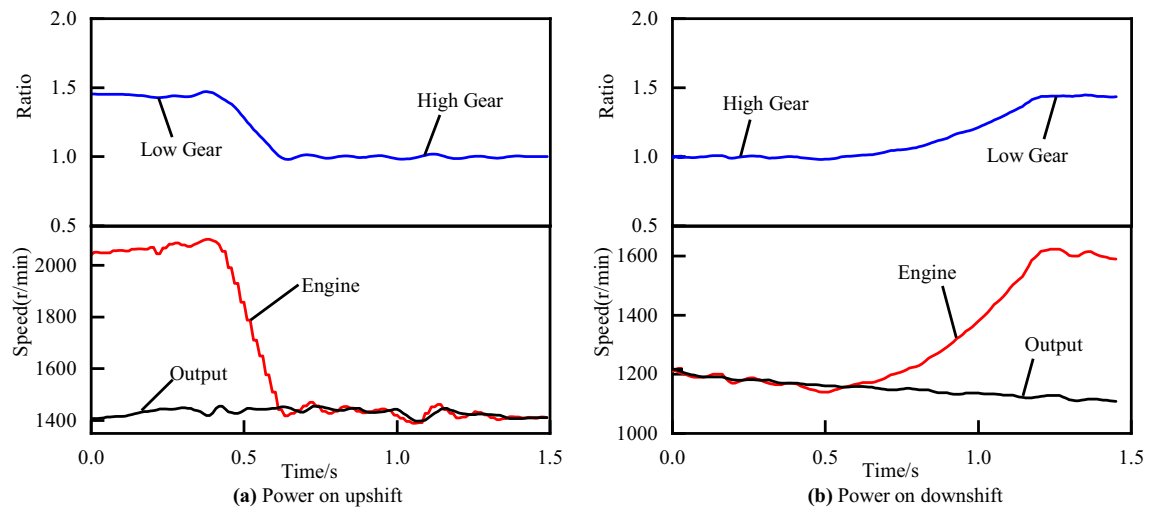 2.0
1.5
1.0
0.5
Ratio
High Gear
Low Gear
2000
1800
1600
1400
Speed(r/min)
Engine
Output
0.0
0.5
1.0
1.5
Time/s
(a) Power on upshift
2.0
1.5
1.0
0.5
Ratio
High Gear
Low Gear
1600
1400
1200
1000
Speed(r/min)
Engine
Output
0.0
0.5
1.0
1.5
Time/s
(b) Power on downshift